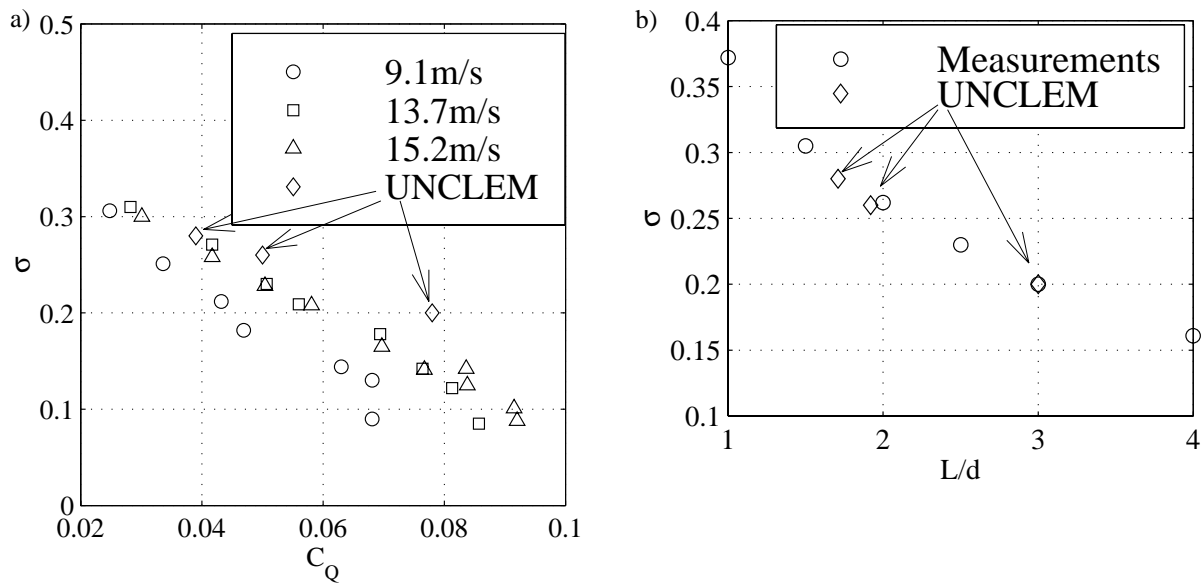 a)
0.5
0.4
0.3
0.2
0.1
0
σ
0.02
0.04
0.06
0.08
0.1
C_Q
9.1m/s
13.7m/s
15.2m/s
UNCLEM
b)
0.4
0.35
0.3
0.25
0.2
0.15
0.1
σ
1
2
3
4
L/d
Measurements
UNCLEM